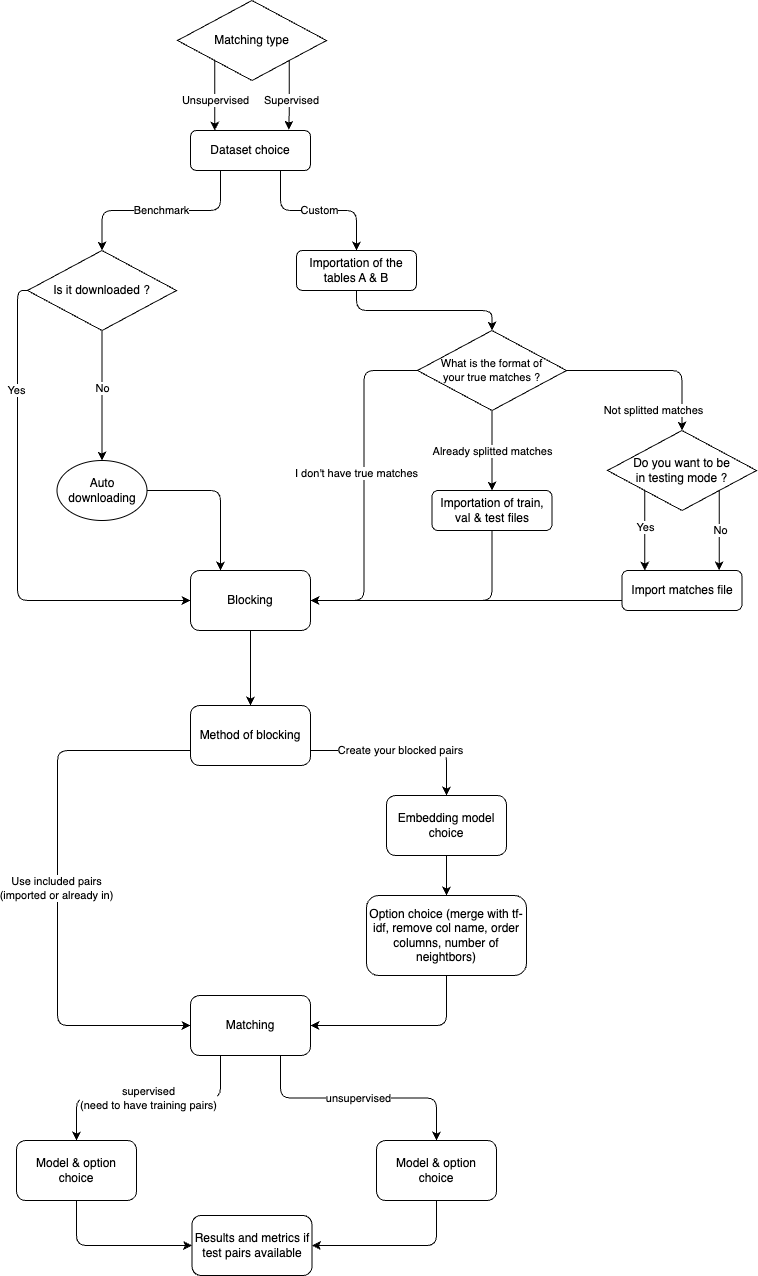 Matching type
Unsupervised
Supervised
Dataset choice
Benchmark
Custom
Importation of the
tables A & B
Is it downloaded ?
What is the format of
your true matches ?
Yes
No
Not splitted matches
I don't have true matches
Already splitted matches
Do you want to be
in testing mode ?
Auto
downloading
Importation of train,
val & test files
Yes
No
Blocking
Import matches file
Method of blocking
Create your blocked pairs
Embedding model
choice
Use included pairs
(imported or already in)
Option choice (merge with tf-
idf, remove col name, order
columns, number of
neightbors)
Matching
supervised
(need to have training pairs)
unsupervised
Model & option
choice
Model & option
choice
Results and metrics if
test pairs available